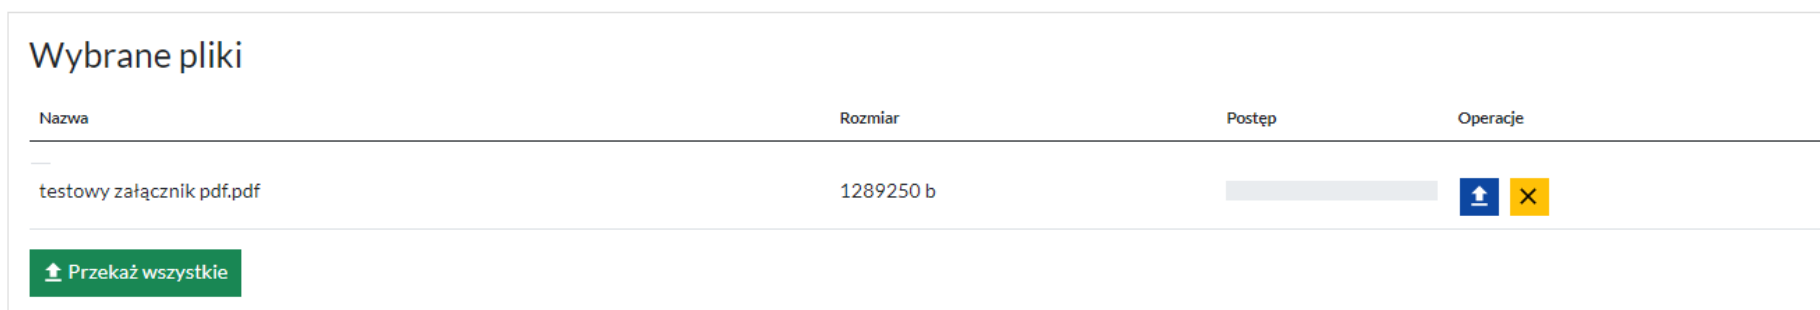 Wybrane pliki
Nazwa Rozmiar Postęp Operacje
testowy załącznik pdf.pdf 1289250 b
Przekaż wszystkie